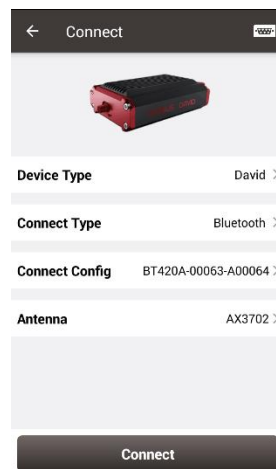 Connect
Device Type David
Connect Type Bluetooth
Connect Config BT420A-00063-A00064
Antenna AX3702
Connect